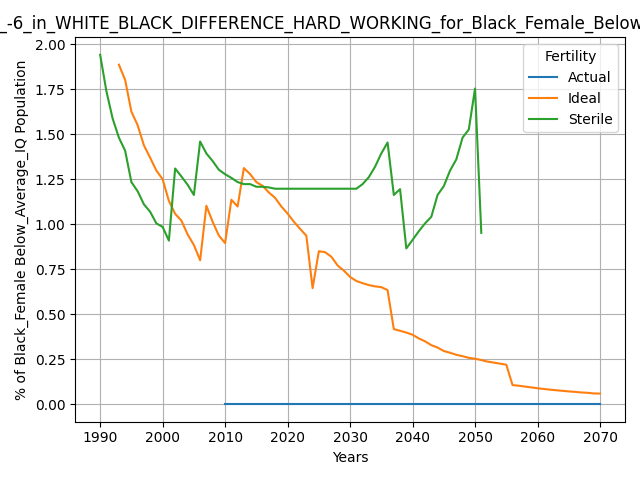 _-6_in_WHITE_BLACK_DIFFERENCE_HARD_WORKING_for_Black_Female_Below
% of Black_Female Below_Average_IQ Population
2.00
1.75
1.50
1.25
1.00
0.75
0.50
0.25
0.00
Fertility
Actual
Ideal
Sterile
1990 2000 2010 2020 2030 2040 2050 2060 2070
Years